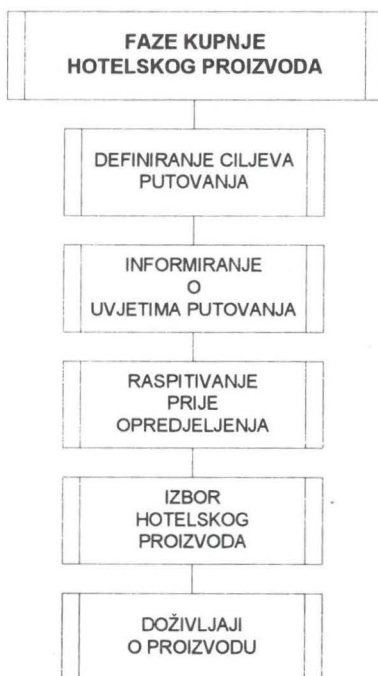 FAZE KUPNJE
HOTELSKOG PROIZVODA
DEFINIRANJE CILJEVA
PUTOVANJA
INFORMIRANJE
O
UVJETIMA PUTOVANJA
RASPITIVANJE
PRIJE
OPREDJELJENJA
IZBOR
HOTELSKOG
PROIZVODA
DOŽIVLJAJI
O PROIZVODU